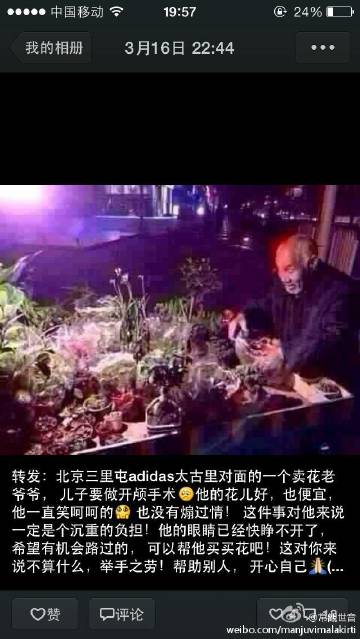 中国移动 19:57 24%
我的相册 3月16日 22:44
转发：北京三里屯adidas太古里对面的一个卖花老
爷爷， 儿子要做开颅手术😥他的花儿好，也便宜，
他一直笑呵呵的😲 也没有煽过情！ 这件事对他来说
一定是个沉重的负担！他的眼睛已经快睁不开了，
希望有机会路过的， 可以帮他买买花吧！这对你来
说不算什么，举手之劳！帮助别人， 开心自己🙏(...
赞 评论
weibo.com/manjuvimalakirti